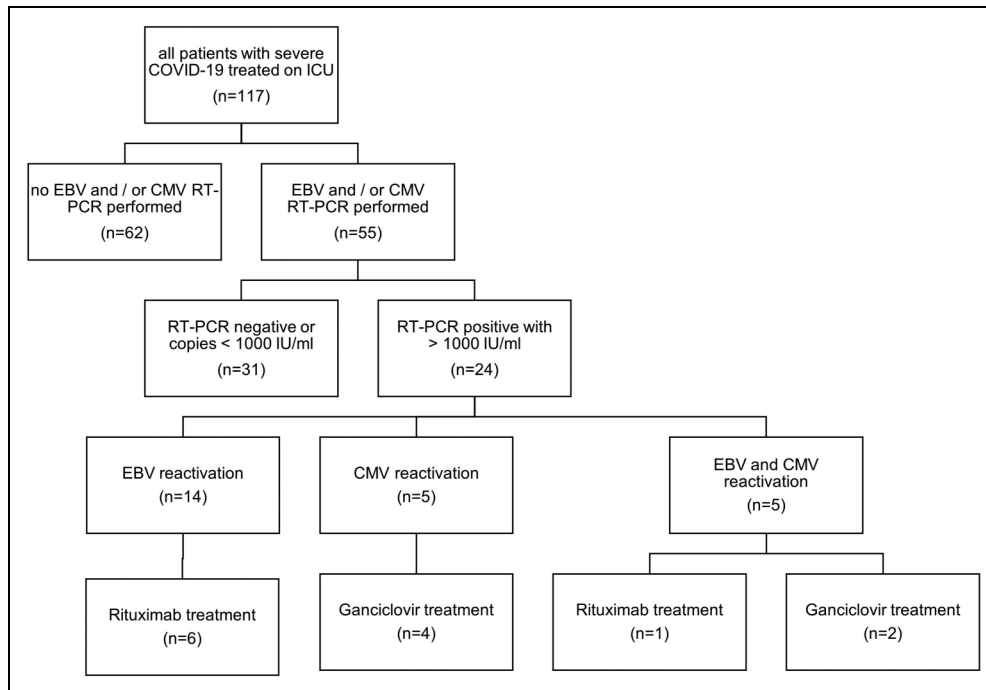 all patients with severe
COVID-19 treated on ICU
(n=117)
no EBV and / or CMV RT-
PCR performed
(n=62)
EBV and / or CMV
RT-PCR performed
(n=55)
RT-PCR negative or
copies < 1000 IU/ml
(n=31)
RT-PCR positive with
> 1000 IU/ml
(n=24)
EBV reactivation
(n=14)
CMV reactivation
(n=5)
EBV and CMV
reactivation
(n=5)
Rituximab treatment
(n=6)
Ganciclovir treatment
(n=4)
Rituximab treatment
(n=1)
Ganciclovir treatment
(n=2)